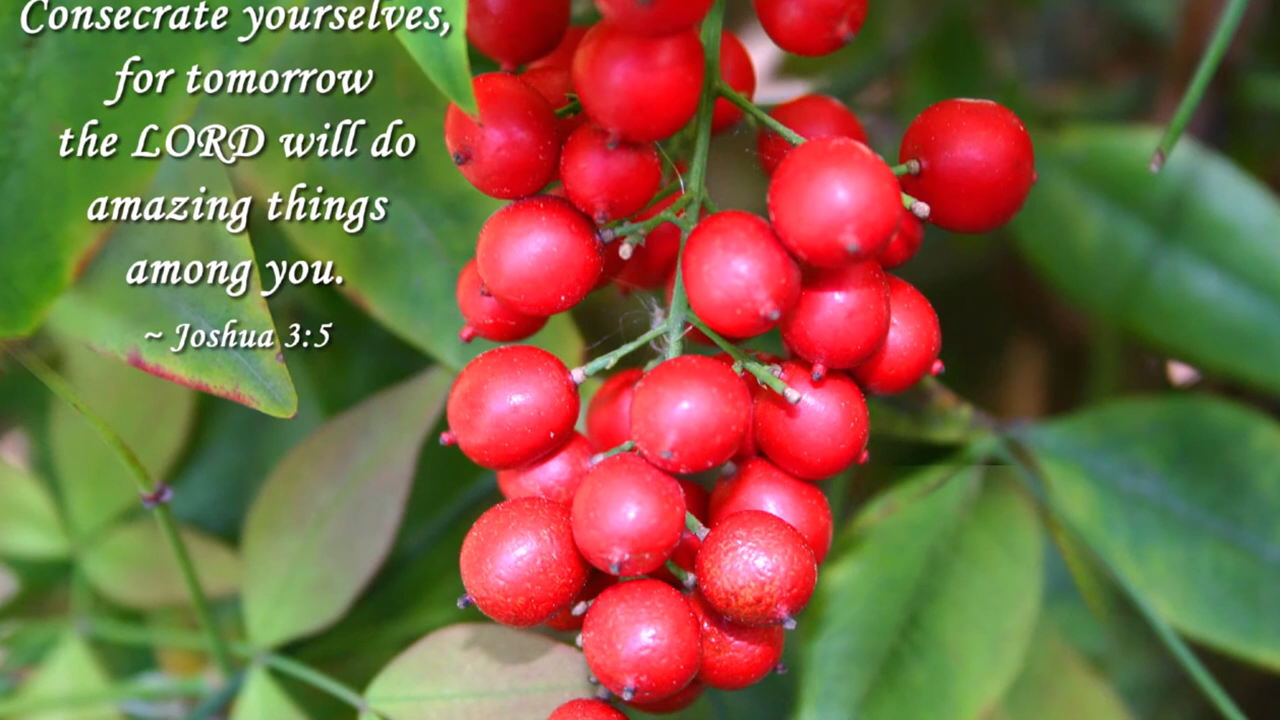 Consecrate yourselves,
for tomorrow
the LORD will do
amazing things
among you.
~ Joshua 3:5